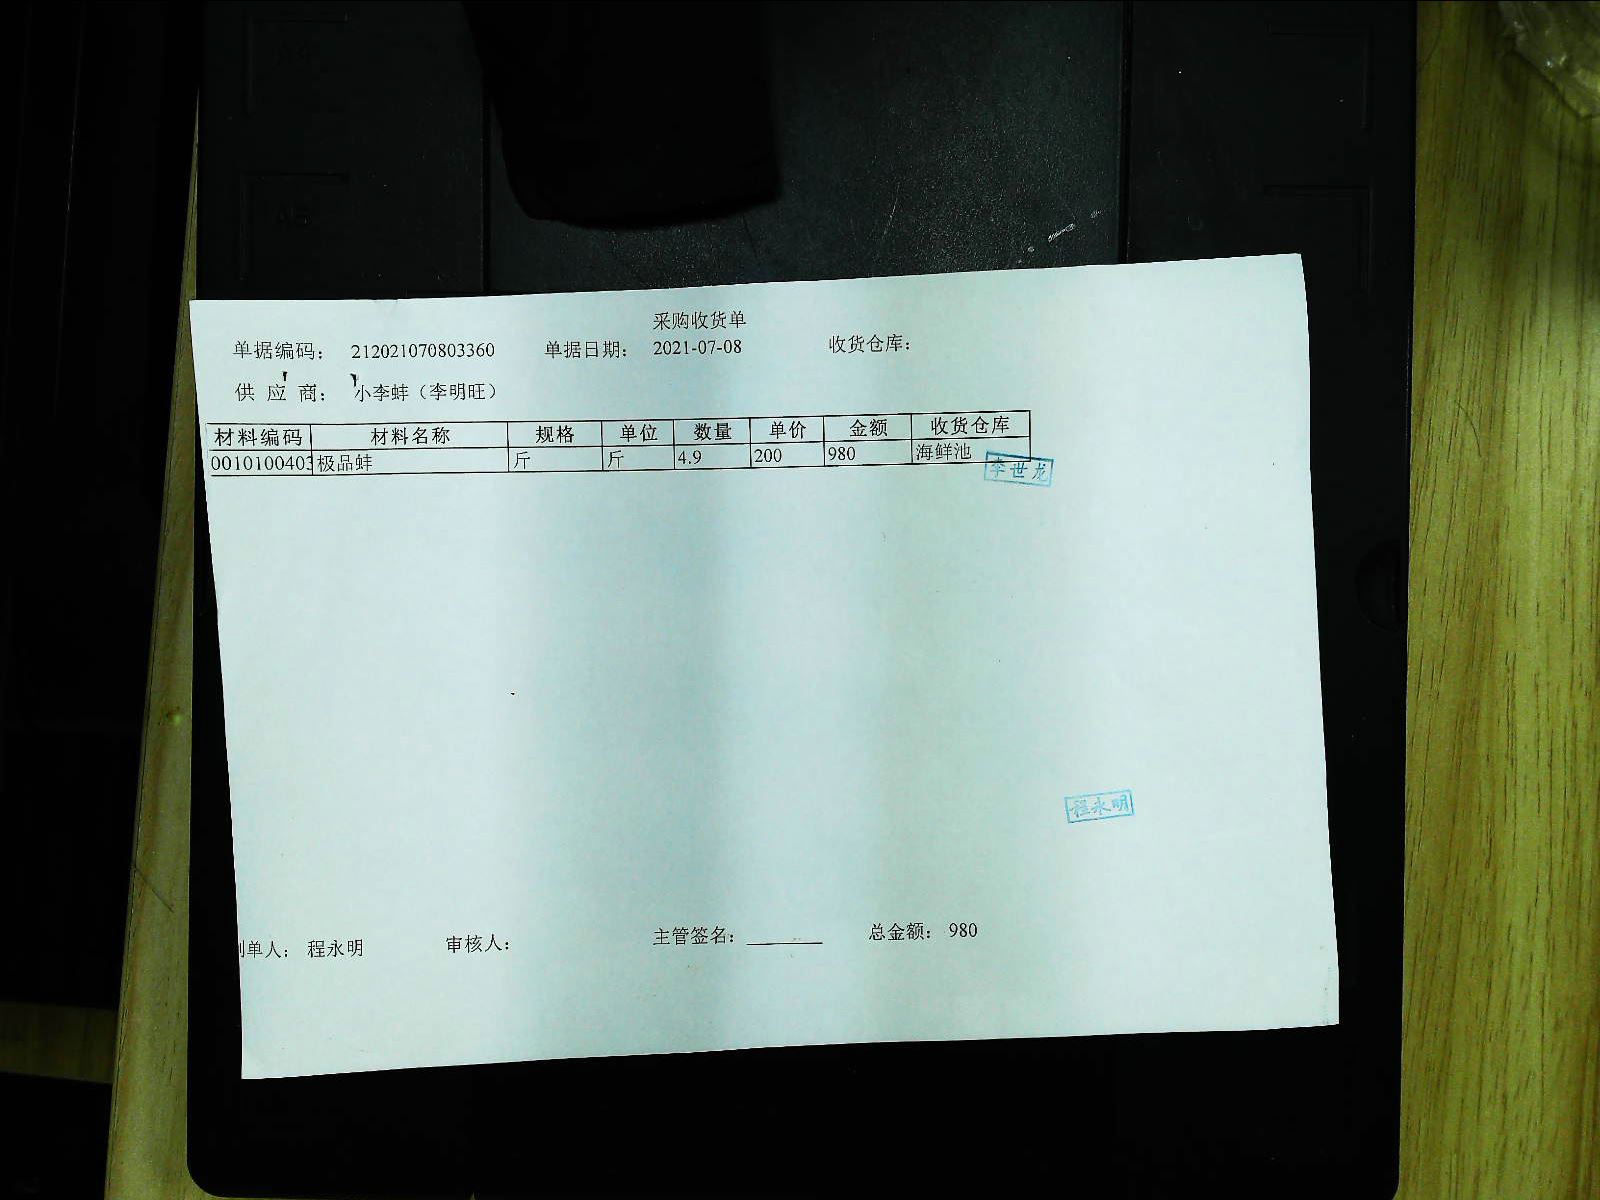 采购收货单
单据编码： 212021070803360 单据日期： 2021-07-08 收货仓库：
供 应 商： 小李蚌（李明旺）
材料编码 材料名称 规格 单位 数量 单价 金额 收货仓库
0010100403 极品蚌 斤 斤 4.9 200 980 海鲜池
李世龙
程永明
制单人： 程永明 审核人： 主管签名： 总金额： 980